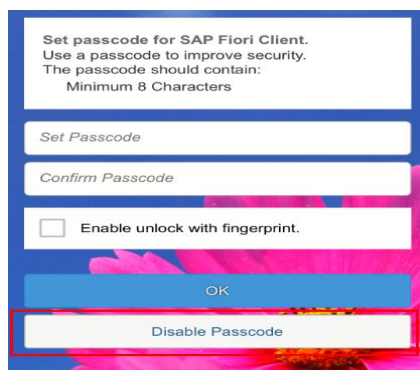 Set passcode for SAP Fiori Client.
Use a passcode to improve security.
The passcode should contain:
Minimum 8 Characters
Set Passcode
Confirm Passcode
Enable unlock with fingerprint.
OK
Disable Passcode